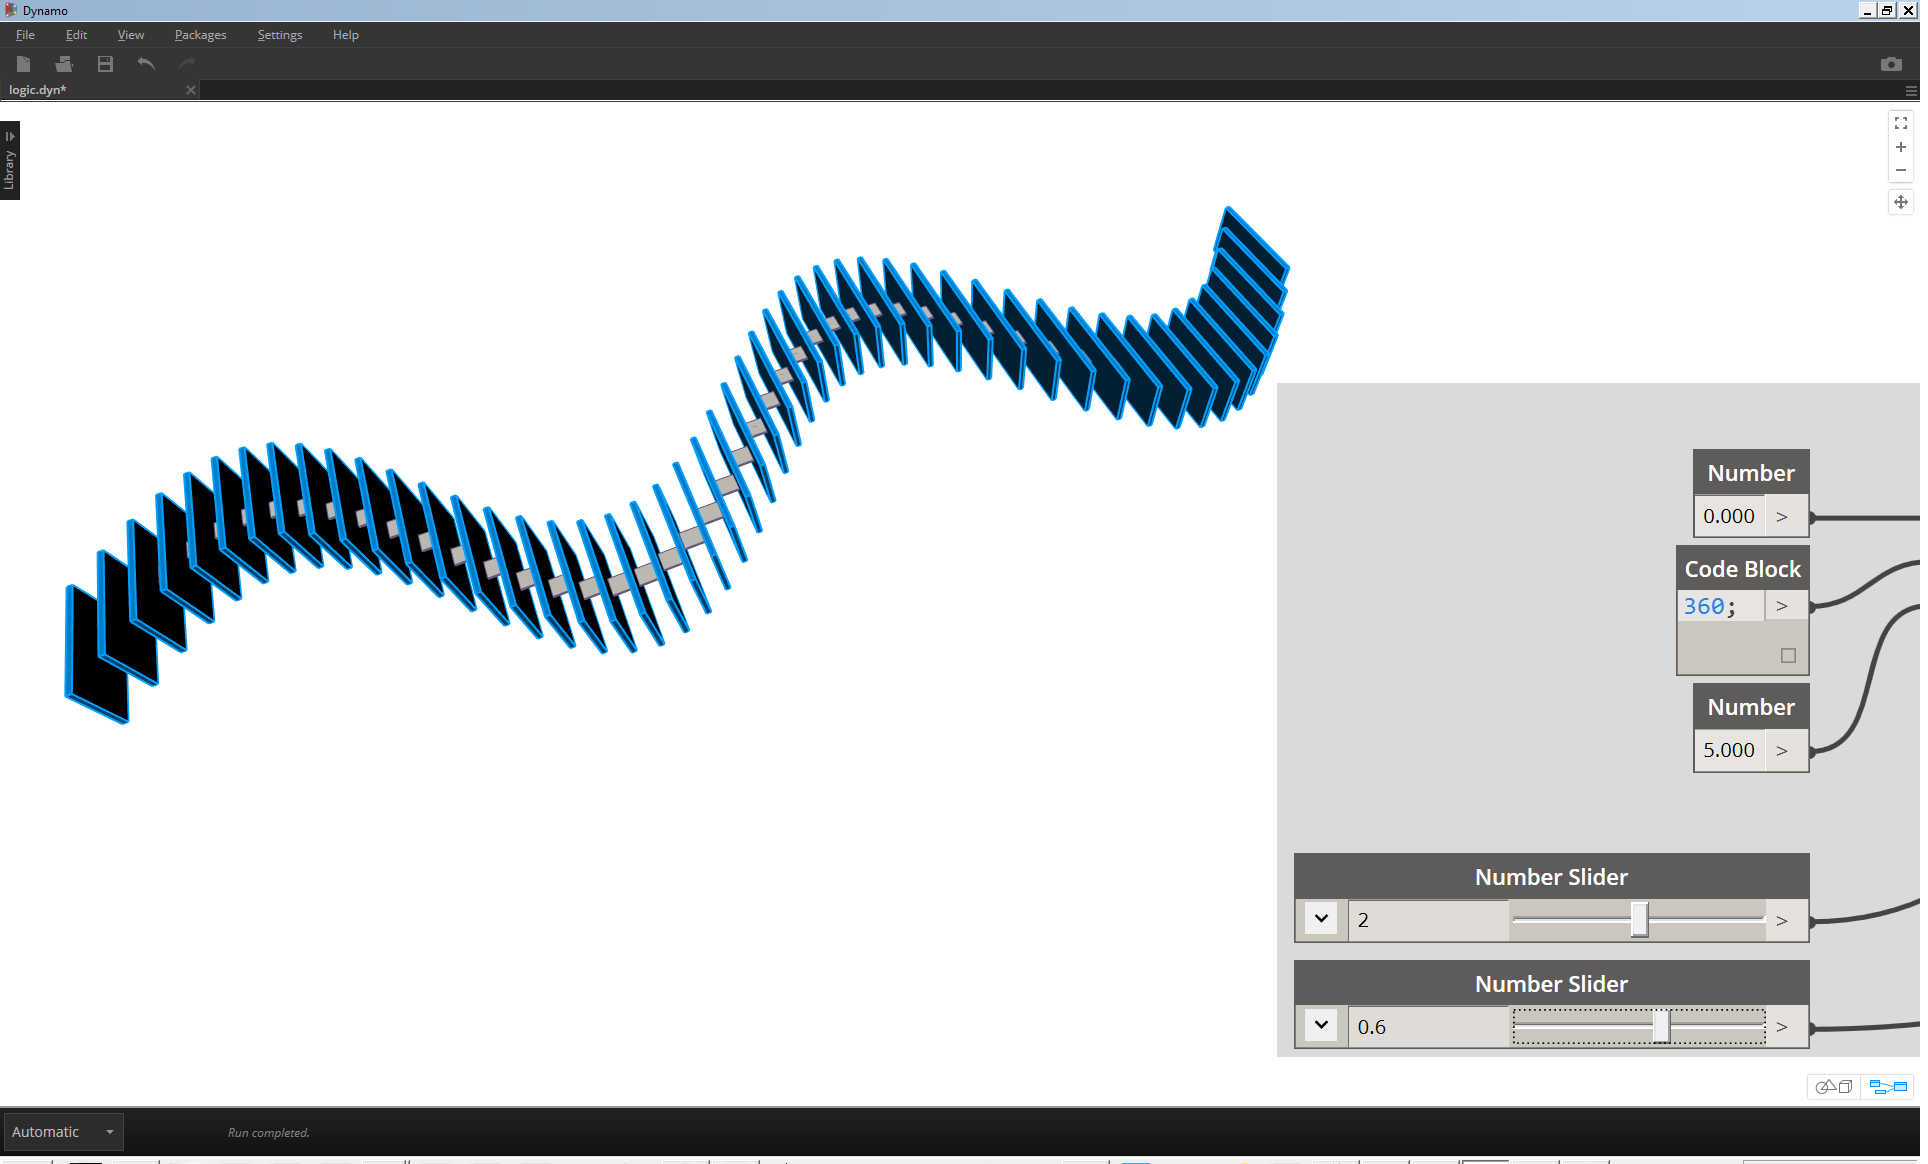 Dynamo
File Edit View Packages Settings Help
logic.dyn*
Library
Number
0.000 >
Code Block
360; >
Number
5.000 >
Number Slider
2 >
Number Slider
0.6 >
Automatic
Run completed.